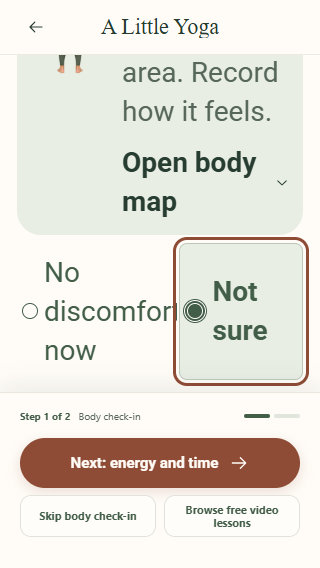 A Little Yoga
area. Record
how it feels.
Open body
map
No
discomfort
now
Not
sure
Step 1 of 2 Body check-in
Next: energy and time
Skip body check-in
Browse free video
lessons